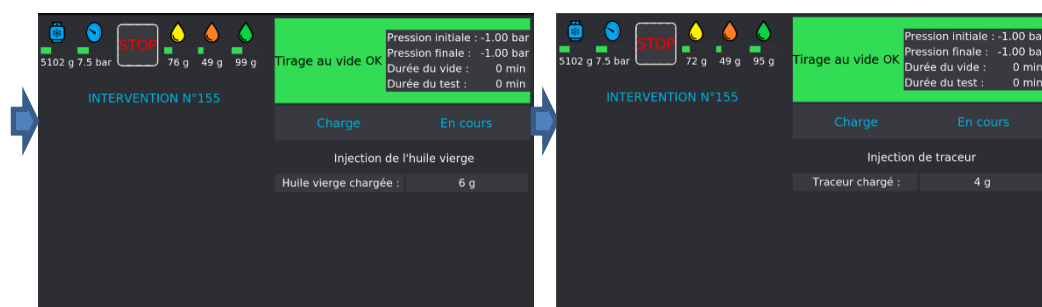 5102 g 7.5 bar STOP 76 g 49 g 99 g
Tirage au vide OK
Pression initiale : -1.00 bar
Pression finale : -1.00 bar
Durée du vide : 0 min
Durée du test : 0 min
INTERVENTION N°155
Charge En cours
Injection de l'huile vierge
Huile vierge chargée : 6 g
5102 g 7.5 bar STOP 72 g 49 g 95 g
Tirage au vide OK
Pression initiale : -1.00 ba
Pression finale : -1.00 ba
Durée du vide : 0 min
Durée du test : 0 min
INTERVENTION N°155
Charge En cours
Injection de traceur
Traceur chargé : 4 g